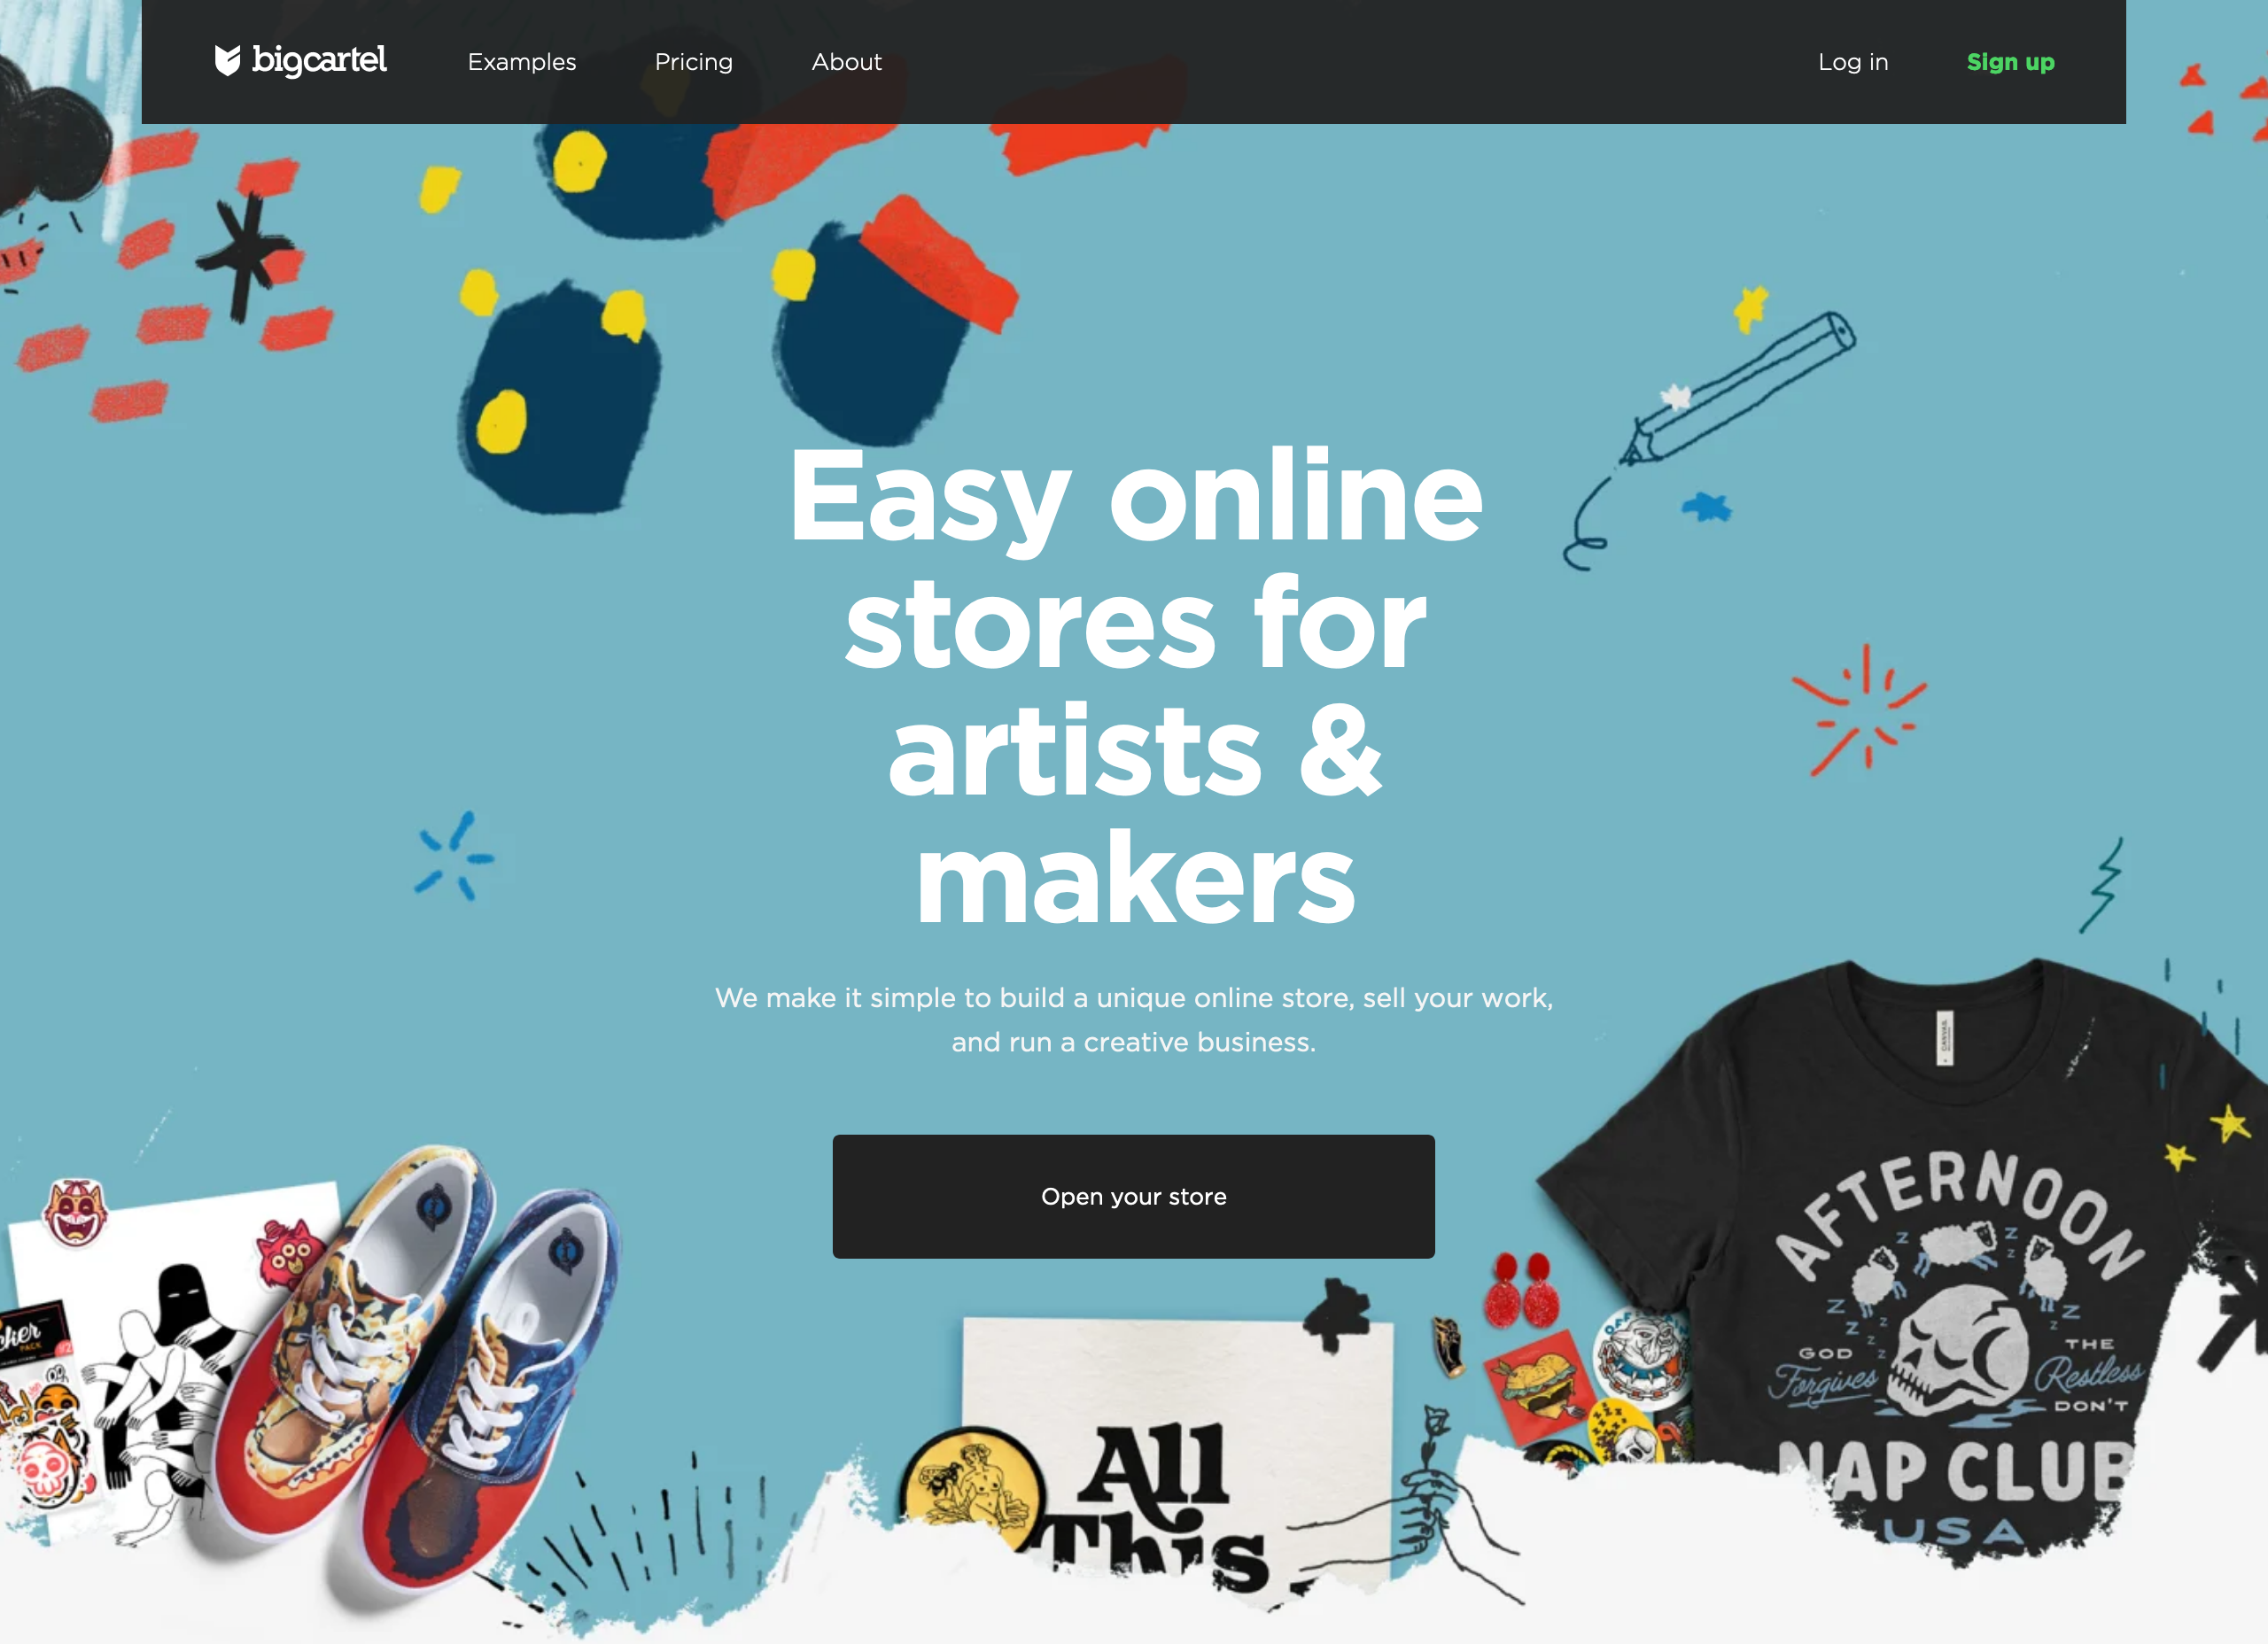 bigcartel
Examples
Pricing
About
Log in
Sign up
Easy online
stores for
artists &
makers
We make it simple to build a unique online store, sell your work,
and run a creative business.
Open your store
PACK
CANVAS
AFTERNOON
Z Z Z Z
Z Z Z Z
Z Z Z Z
GOD
Forgives
THE
Restless
DON'T
NAP CLUB
USA
All
This